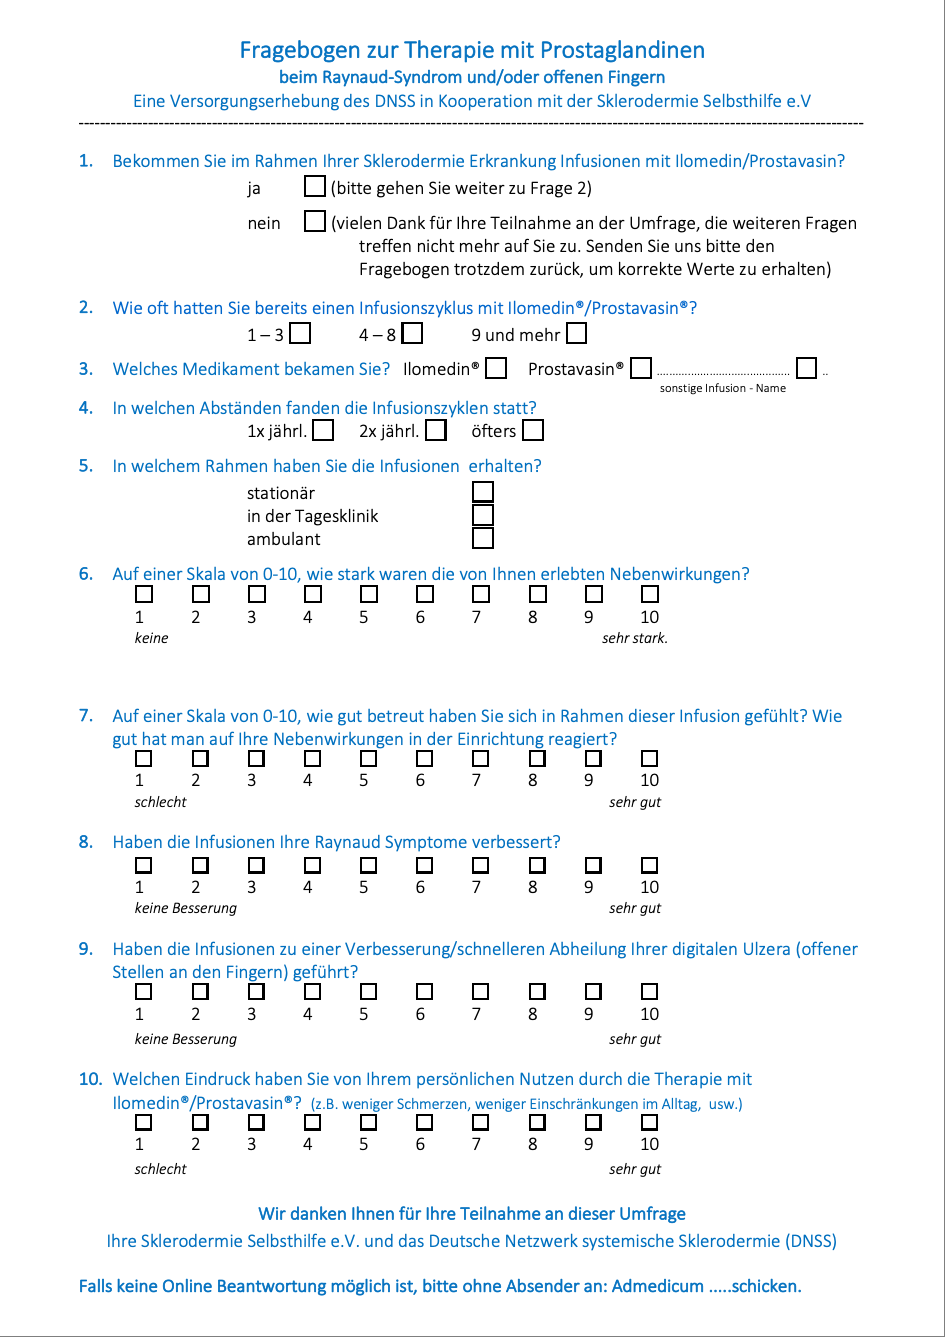 Fragebogen zur Therapie mit Prostaglandinen
beim Raynaud-Syndrom und/oder offenen Fingern
Eine Versorgungserhebung des DNSS in Kooperation mit der Sklerodermie Selbsthilfe e.V
1. Bekommen Sie im Rahmen Ihrer Sklerodermie Erkrankung Infusionen mit Ilomedin/Prostavasin?
ja (bitte gehen Sie weiter zu Frage 2)
nein (vielen Dank für Ihre Teilnahme an der Umfrage, die weiteren Fragen
treffen nicht mehr auf Sie zu. Senden Sie uns bitte den
Fragebogen trotzdem zurück, um korrekte Werte zu erhalten)
2. Wie oft hatten Sie bereits einen Infusionszyklus mit Ilomedin®/Prostavasin®?
1 – 3 4 – 8 9 und mehr
3. Welches Medikament bekamen Sie? Ilomedin® Prostavasin® ........................................... ..
sonstige Infusion - Name
4. In welchen Abständen fanden die Infusionszyklen statt?
1x jährl. 2x jährl. öfters
5. In welchem Rahmen haben Sie die Infusionen erhalten?
stationär
in der Tagesklinik
ambulant
6. Auf einer Skala von 0-10, wie stark waren die von Ihnen erlebten Nebenwirkungen?
1 2 3 4 5 6 7 8 9 10
keine sehr stark.
7. Auf einer Skala von 0-10, wie gut betreut haben Sie sich in Rahmen dieser Infusion gefühlt? Wie
gut hat man auf Ihre Nebenwirkungen in der Einrichtung reagiert?
1 2 3 4 5 6 7 8 9 10
schlecht sehr gut
8. Haben die Infusionen Ihre Raynaud Symptome verbessert?
1 2 3 4 5 6 7 8 9 10
keine Besserung sehr gut
9. Haben die Infusionen zu einer Verbesserung/schnelleren Abheilung Ihrer digitalen Ulzera (offener
Stellen an den Fingern) geführt?
1 2 3 4 5 6 7 8 9 10
keine Besserung sehr gut
10. Welchen Eindruck haben Sie von Ihrem persönlichen Nutzen durch die Therapie mit
Ilomedin®/Prostavasin®? (z.B. weniger Schmerzen, weniger Einschränkungen im Alltag, usw.)
1 2 3 4 5 6 7 8 9 10
schlecht sehr gut
Wir danken Ihnen für Ihre Teilnahme an dieser Umfrage
Ihre Sklerodermie Selbsthilfe e.V. und das Deutsche Netzwerk systemische Sklerodermie (DNSS)
Falls keine Online Beantwortung möglich ist, bitte ohne Absender an: Admedicum .....schicken.